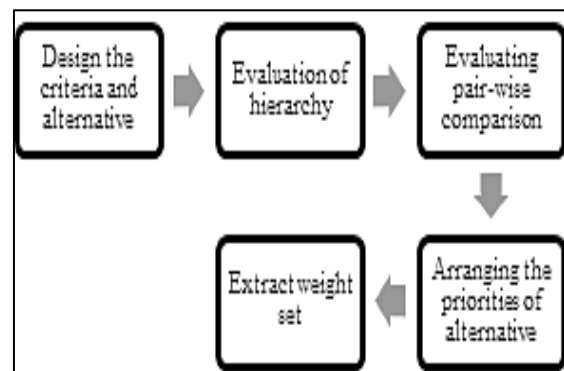 Design the
criteria and
alternative
Evaluation of
hierarchy
Evaluating
pair-wise
comparison
Arranging the
priorities of
alternative
Extract weight
set